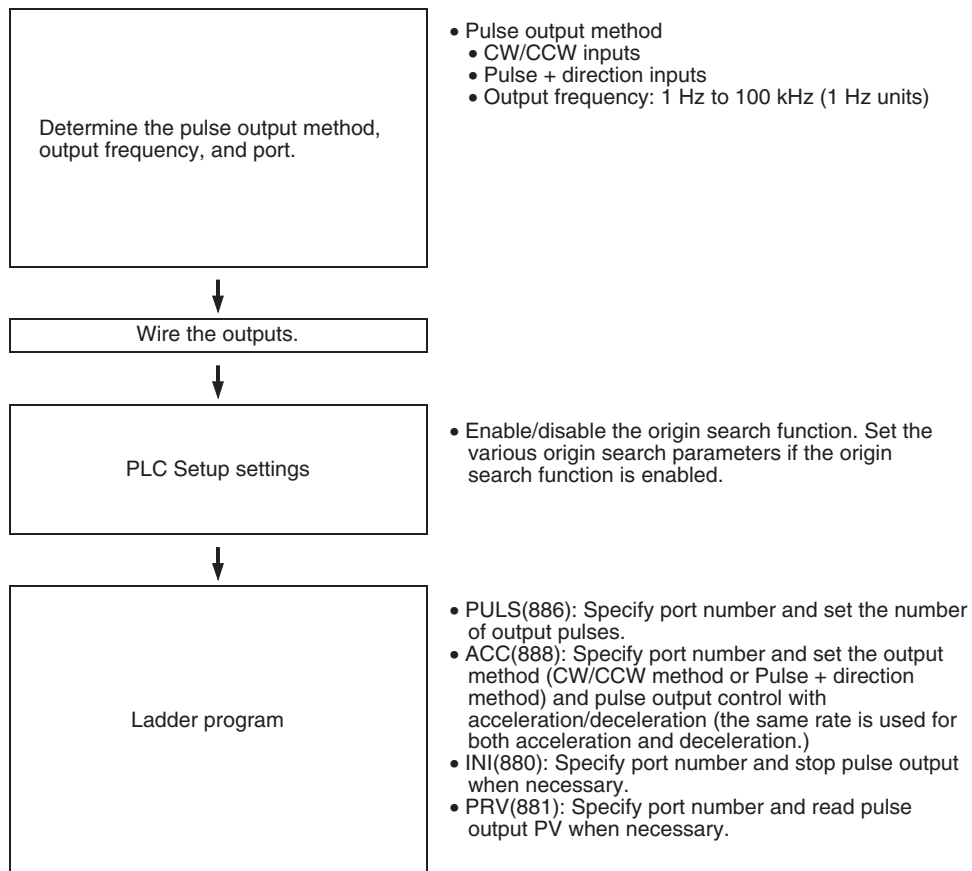 Determine the pulse output method,
output frequency, and port.
• Pulse output method
• CW/CCW inputs
• Pulse + direction inputs
• Output frequency: 1 Hz to 100 kHz (1 Hz units)
Wire the outputs.
PLC Setup settings
• Enable/disable the origin search function. Set the
various origin search parameters if the origin
search function is enabled.
Ladder program
• PULS(886): Specify port number and set the number
of output pulses.
• ACC(888): Specify port number and set the output
method (CW/CCW method or Pulse + direction
method) and pulse output control with
acceleration/deceleration (the same rate is used for
both acceleration and deceleration.)
• INI(880): Specify port number and stop pulse output
when necessary.
• PRV(881): Specify port number and read pulse
output PV when necessary.